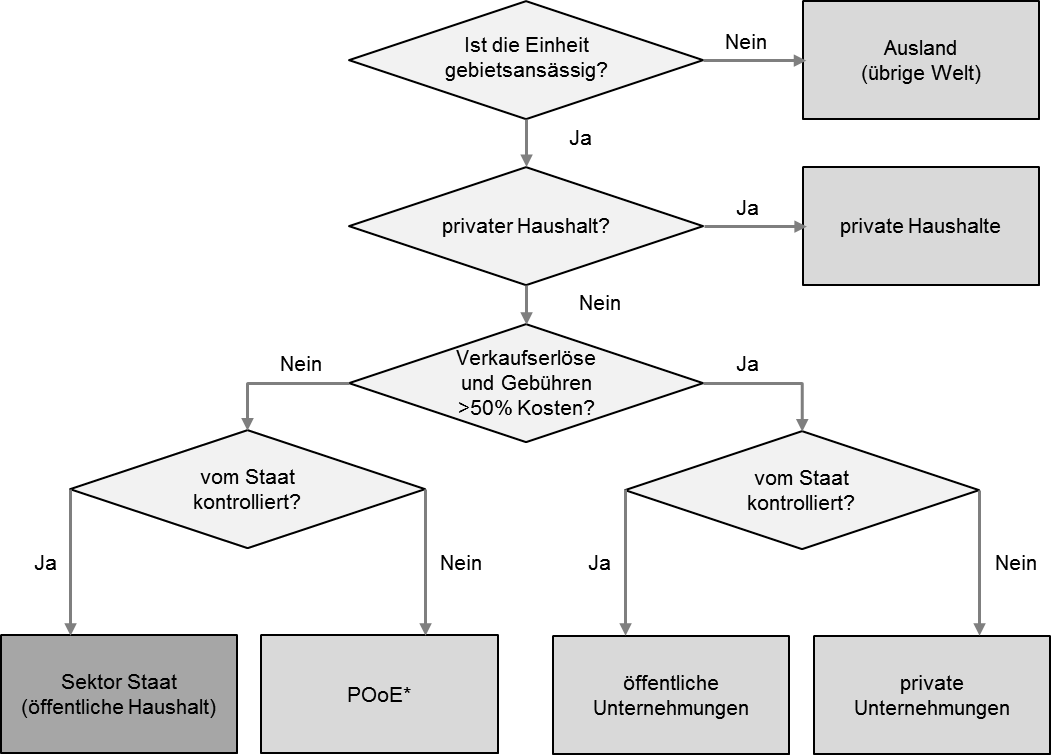 Ist die Einheit
gebietsansässig?
Nein
Ausland
(übrige Welt)
Ja
privater Haushalt?
Ja
private Haushalte
Nein
Verkaufserlöse
und Gebühren
>50% Kosten?
Nein
Ja
vom Staat
kontrolliert?
vom Staat
kontrolliert?
Ja
Nein
Ja
Nein
Sektor Staat
(öffentliche Haushalt)
POoE*
öffentliche
Unternehmungen
private
Unternehmungen